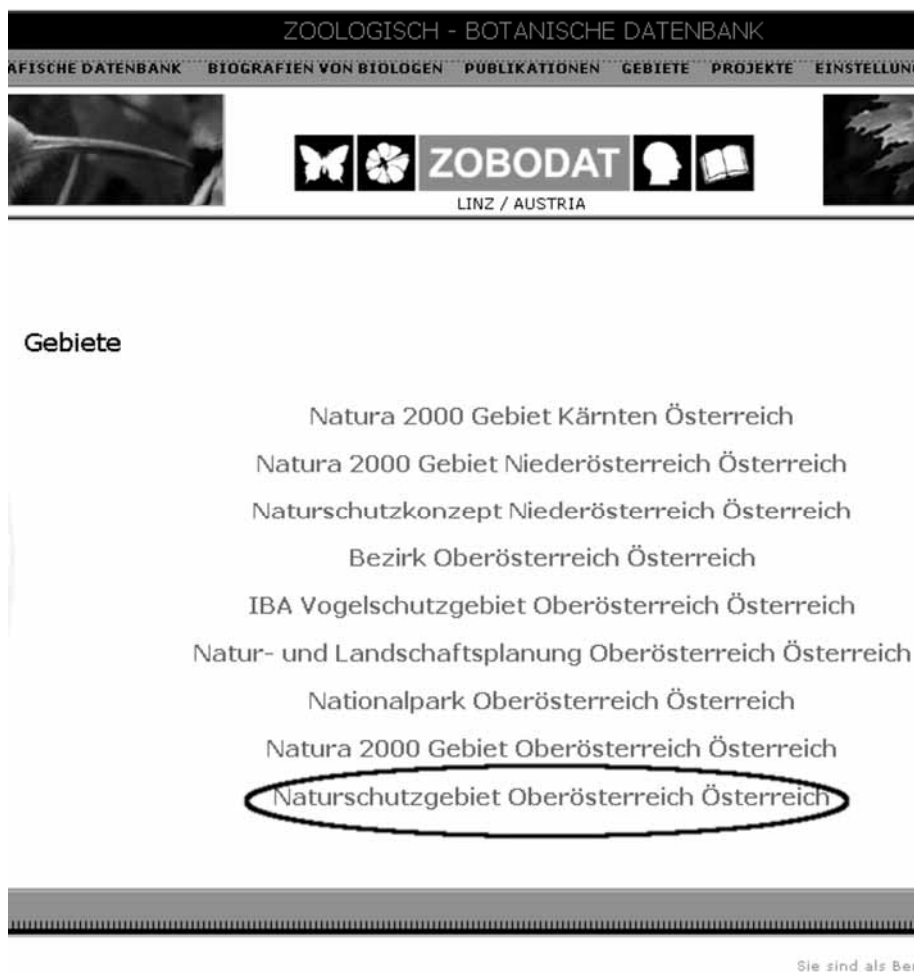 ZOOLOGISCH - BOTANISCHE DATENBANK
AFISCHE DATENBANK BIOGRAFIEN VON BIOLOGEN PUBLIKATIONEN GEBIETE PROJEKTE EINSTELLUN
ZOBODAT
LINZ / AUSTRIA
Gebiete
Natura 2000 Gebiet Kärnten Österreich
Natura 2000 Gebiet Niederösterreich Österreich
Naturschutzkonzept Niederösterreich Österreich
Bezirk Oberösterreich Österreich
IBA Vogelschutzgebiet Oberösterreich Österreich
Natur- und Landschaftsplanung Oberösterreich Österreich
Nationalpark Oberösterreich Österreich
Natura 2000 Gebiet Oberösterreich Österreich
Naturschutzgebiet Oberösterreich Österreich
Sie sind als Be